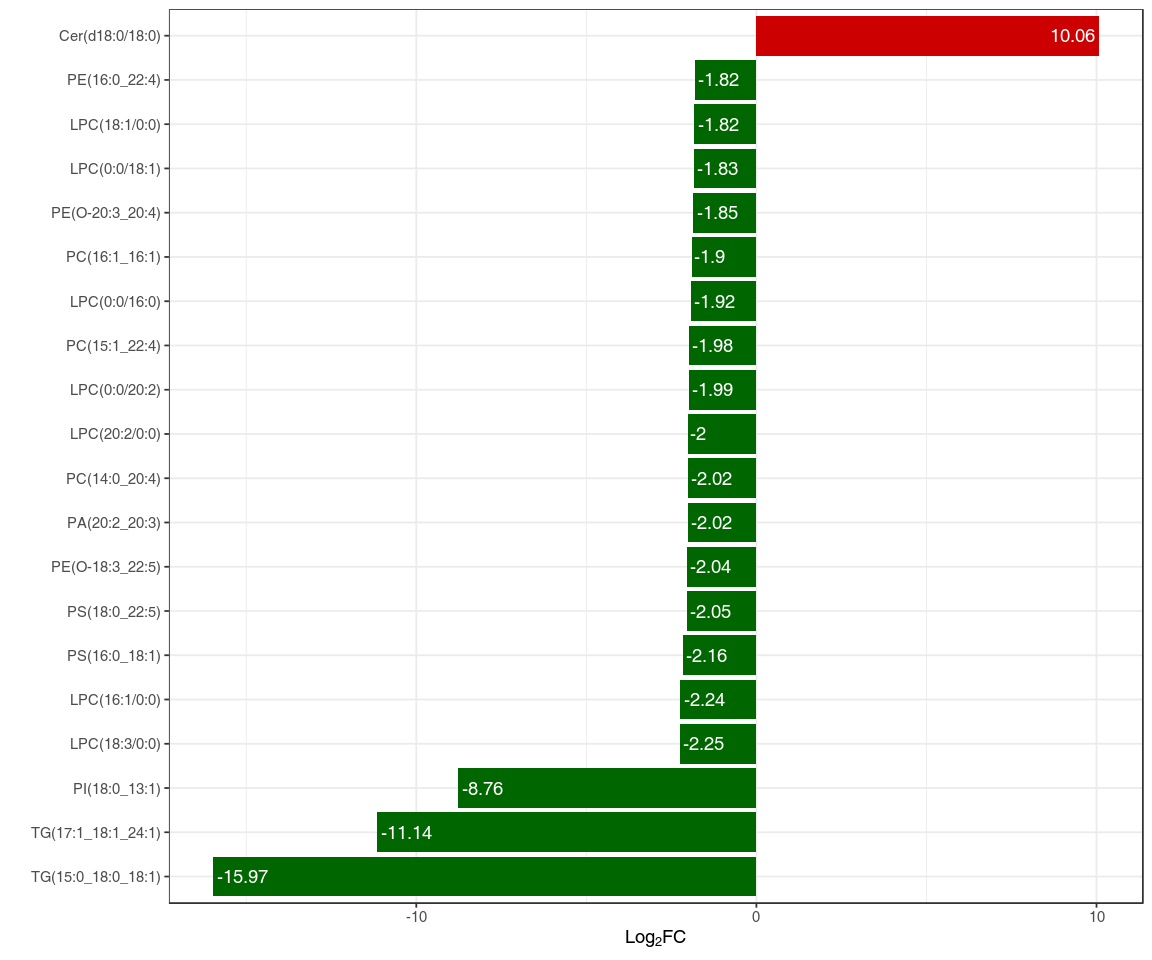 Cer(d18:0/18:0) 10.06
PE(16:0_22:4) -1.82
LPC(18:1/0:0) -1.82
LPC(0:0/18:1) -1.83
PE(O-20:3_20:4) -1.85
PC(16:1_16:1) -1.9
LPC(0:0/16:0) -1.92
PC(15:1_22:4) -1.98
LPC(0:0/20:2) -1.99
LPC(20:2/0:0) -2
PC(14:0_20:4) -2.02
PA(20:2_20:3) -2.02
PE(O-18:3_22:5) -2.04
PS(18:0_22:5) -2.05
PS(16:0_18:1) -2.16
LPC(16:1/0:0) -2.24
LPC(18:3/0:0) -2.25
PI(18:0_13:1) -8.76
TG(17:1_18:1_24:1) -11.14
TG(15:0_18:0_18:1) -15.97
-10 0 10
Log₂FC